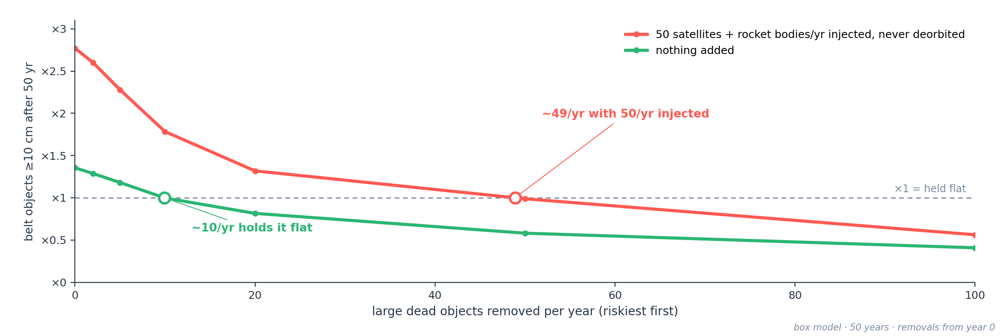 ×3
×2.5
×2
×1.5
×1
×0.5
×0
belt objects ≥10 cm after 50 yr
50 satellites + rocket bodies/yr injected, never deorbited
nothing added
~49/yr with 50/yr injected
×1 = held flat
~10/yr holds it flat
0 20 40 60 80 100
large dead objects removed per year (riskiest first)
box model · 50 years · removals from year 0